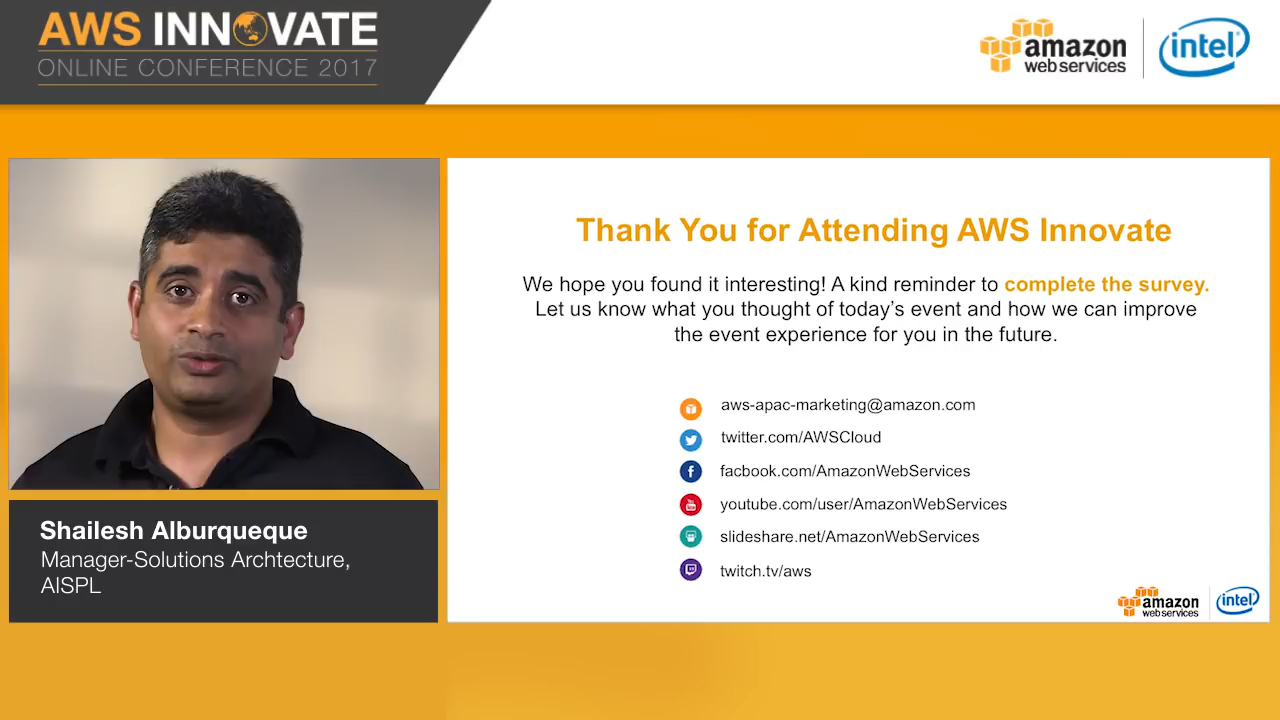 AWS INNOVATE
ONLINE CONFERENCE 2017
amazon
web services
intel
Thank You for Attending AWS Innovate
We hope you found it interesting! A kind reminder to complete the survey.
Let us know what you thought of today's event and how we can improve
the event experience for you in the future.
aws-apac-marketing@amazon.com
twitter.com/AWSCloud
facbook.com/AmazonWebServices
youtube.com/user/AmazonWebServices
slideshare.net/AmazonWebServices
twitch.tv/aws
Shailesh Alburqueque
Manager-Solutions Archtecture,
AISPL
amazon
web services
intel